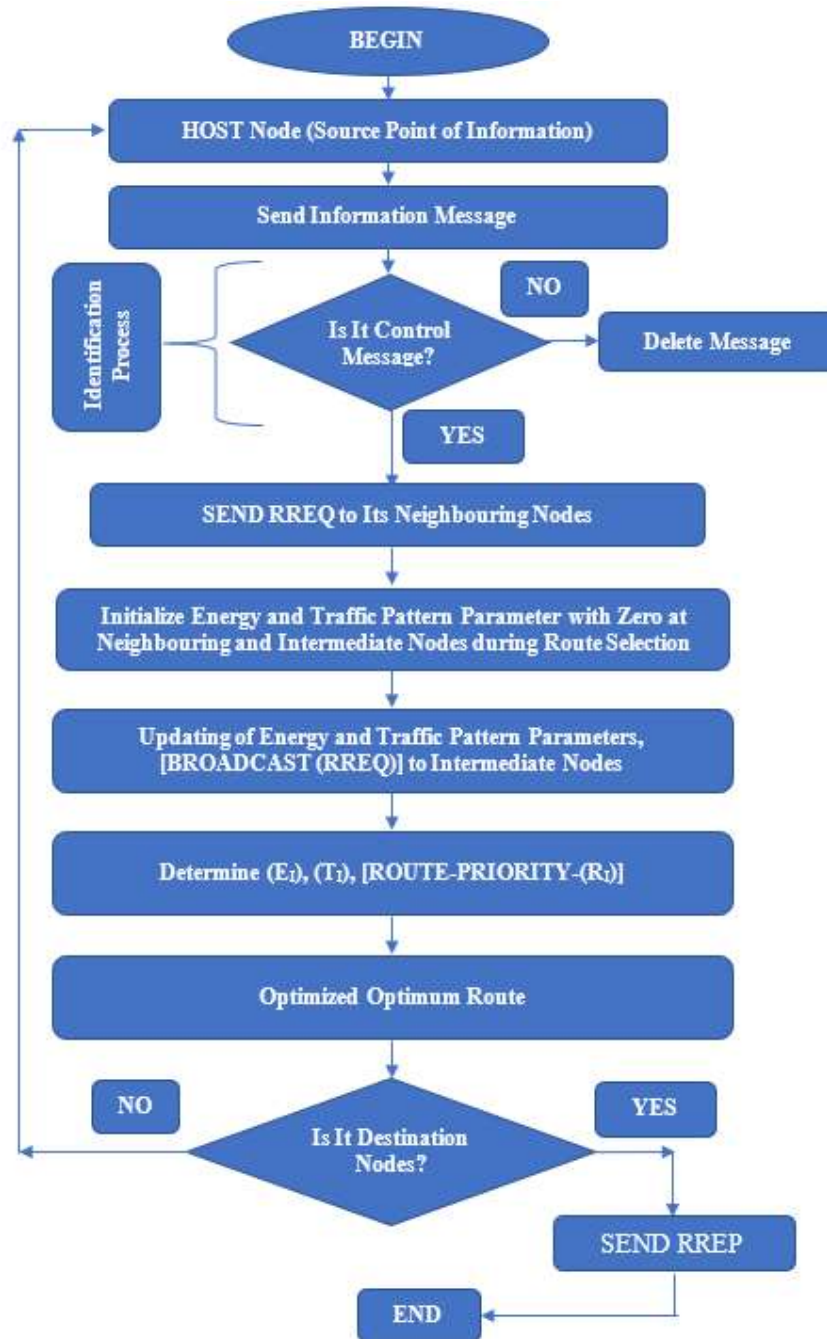 BEGIN
HOST Node (Source Point of Information)
Send Information Message
Identification
Process
NO
Is It Control
Message?
Delete Message
YES
SEND RREQ to Its Neighbouring Nodes
Initialize Energy and Traffic Pattern Parameter with Zero at
Neighbouring and Intermediate Nodes during Route Selection
Updating of Energy and Traffic Pattern Parameters,
[BROADCAST (RREQ)] to Intermediate Nodes
Determine (EI), (TI), [ROUTE-PRIORITY-(RI)]
Optimized Optimum Route
NO
YES
Is It Destination
Nodes?
SEND RREP
END